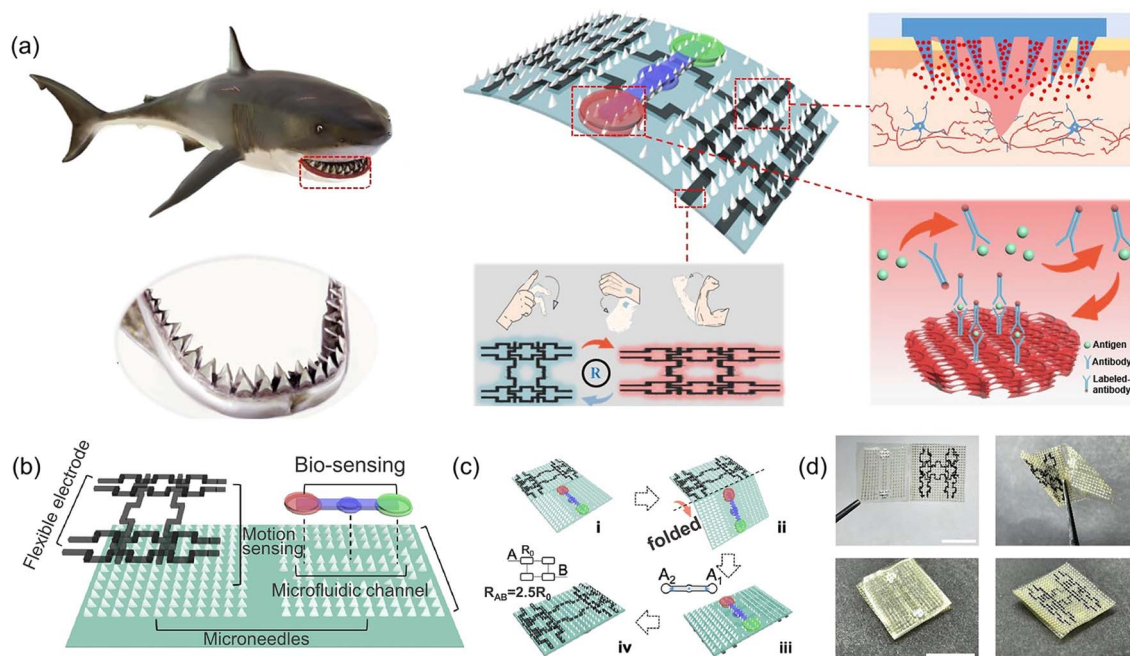 (a)
R
Antigen
Antibody
Labeled-
antibody
(b)
Flexible electrode
Bio-sensing
Motion
sensing
Microfluidic channel
Microneedles
(c)
i
folded
ii
A R₀
B
R_AB=2.5R₀
A₂ A₁
iv
iii
(d)